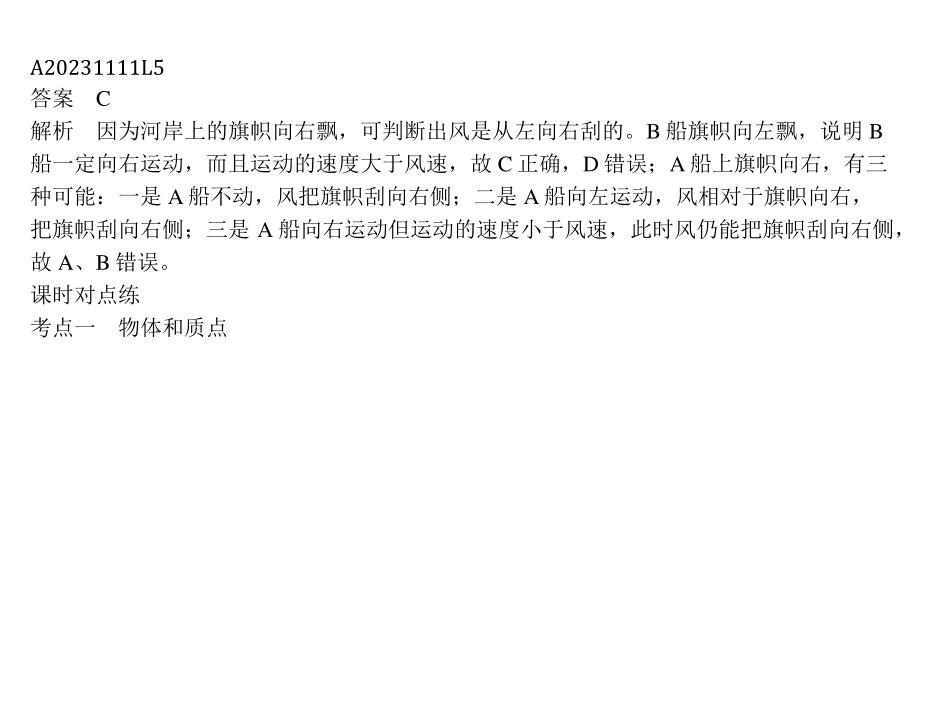 A20231111L5
答案　C
解析　因为河岸上的旗帜向右飘，可判断出风是从左向右刮的。B 船旗帜向左飘，说明 B
船一定向右运动，而且运动的速度大于风速，故 C 正确，D 错误；A 船上旗帜向右，有三
种可能：一是 A 船不动，风把旗帜刮向右侧；二是 A 船向左运动，风相对于旗帜向右，
把旗帜刮向右侧；三是 A 船向右运动但运动的速度小于风速，此时风仍能把旗帜刮向右侧，
故 A、B 错误。
课时对点练
考点一　物体和质点